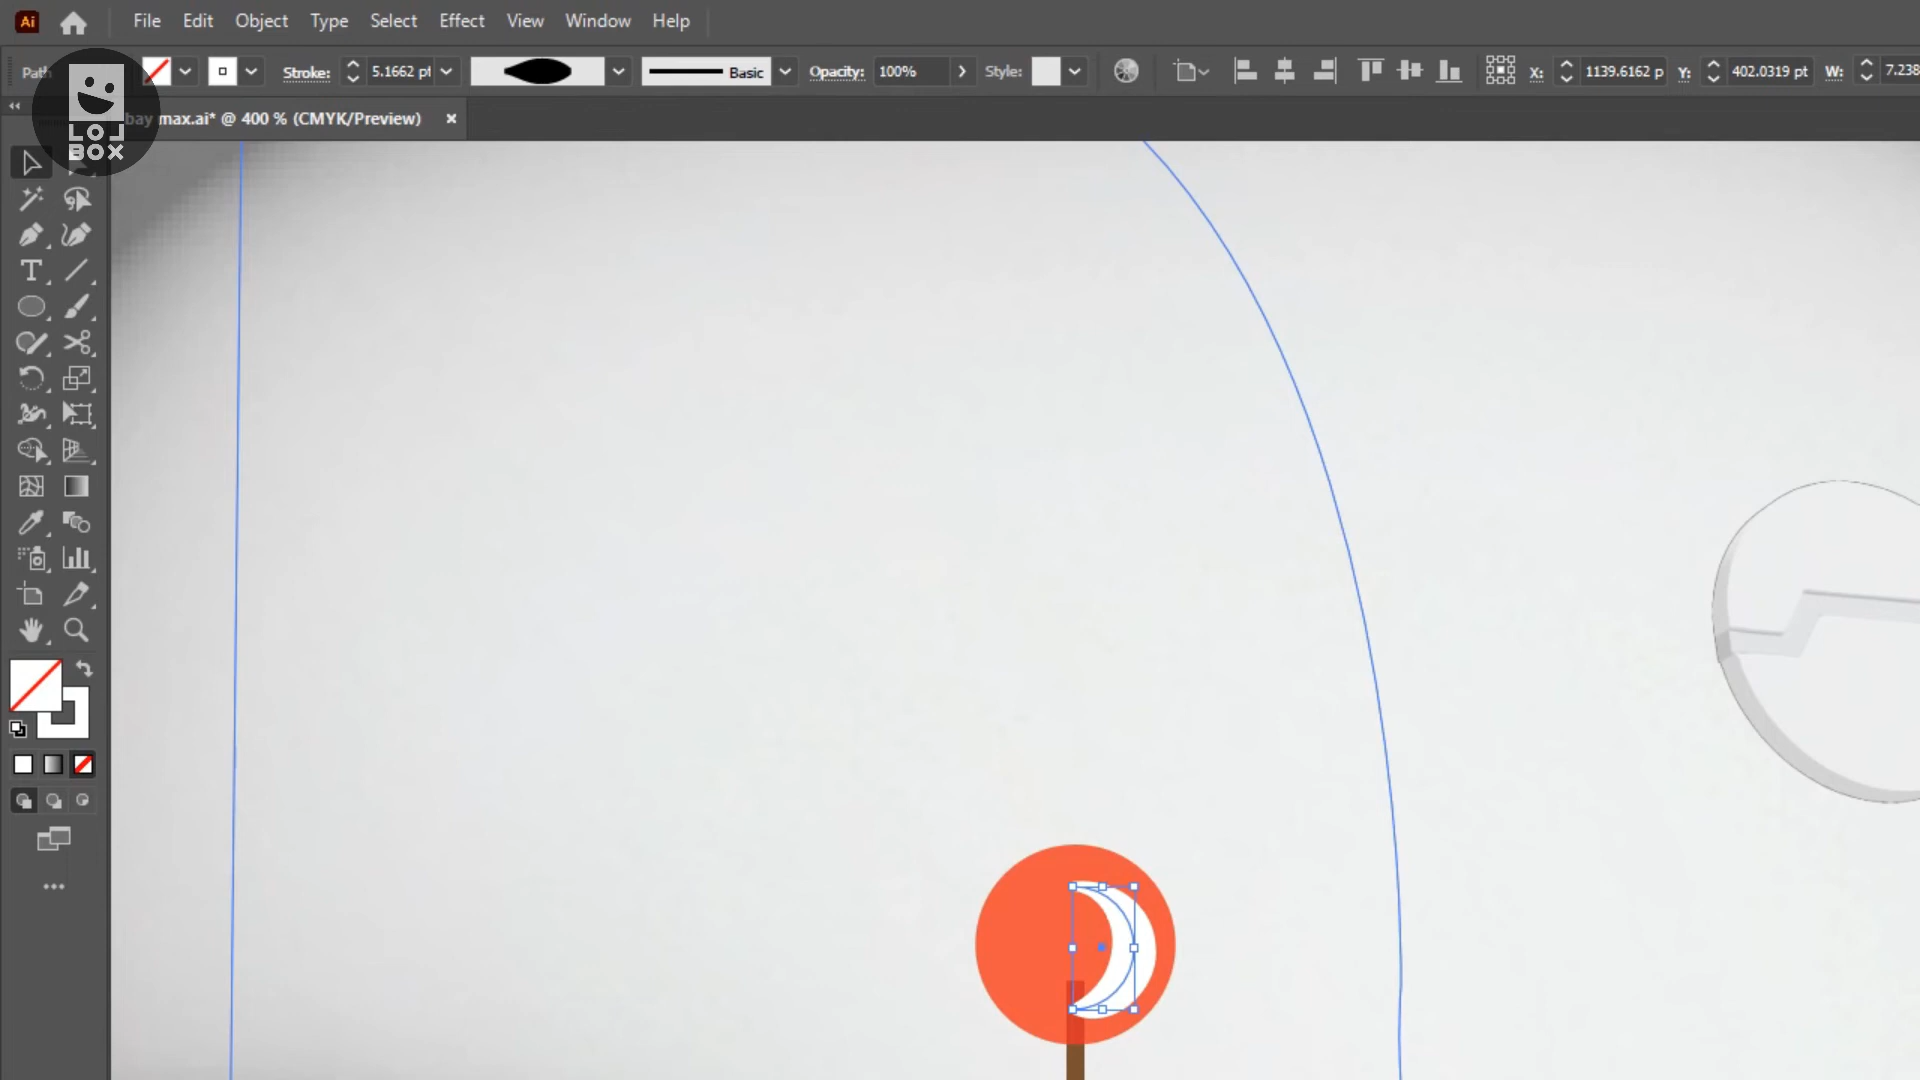 Ai File Edit Object Type Select Effect View Window Help
Path Stroke: 5.1662 pt Basic Opacity: 100% Style: X: 1139.6162 p Y: 402.0319 pt W: 7.238
bay max.ai* @ 400 % (CMYK/Preview) ×
LOJ
BOX
T